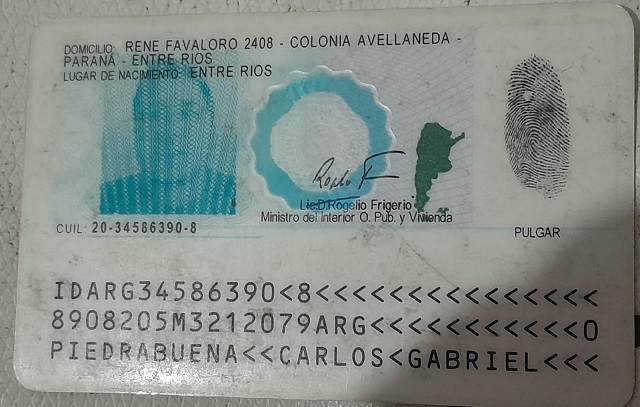 DOMICILIO: RENE FAVALORO 2408 - COLONIA AVELLANEDA -
PARANÁ - ENTRE RIOS
LUGAR DE NACIMIENTO: ENTRE RIOS
Lic. Rogelio Frigerio
Ministro del Interior O. Pub. y Vivienda
CUIL: 20-34586390-8
PULGAR
IDARG34586390<8<<<<<<<<<<<<<<<
8908205M3212079ARG<<<<<<<<<<<0
PIEDRABUENA<<CARLOS<GABRIEL<<<